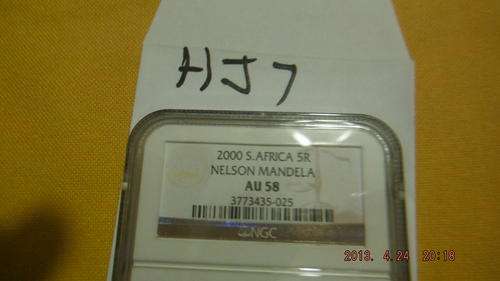 HJ7
2000 S.AFRICA 5R
NELSON MANDELA
AU 58
3773435-025
NGC
2013. 4.24 20:18